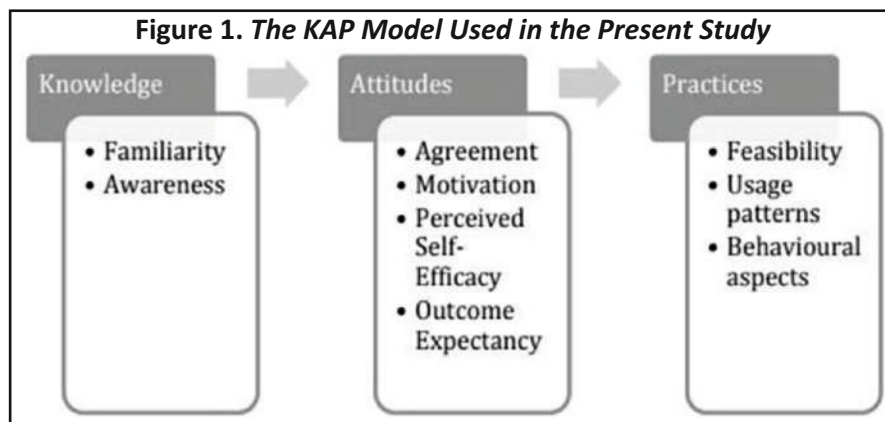 Figure 1. The KAP Model Used in the Present Study
Knowledge
• Familiarity
• Awareness
Attitudes
• Agreement
• Motivation
• Perceived
Self-
Efficacy
• Outcome
Expectancy
Practices
• Feasibility
• Usage
patterns
• Behavioural
aspects